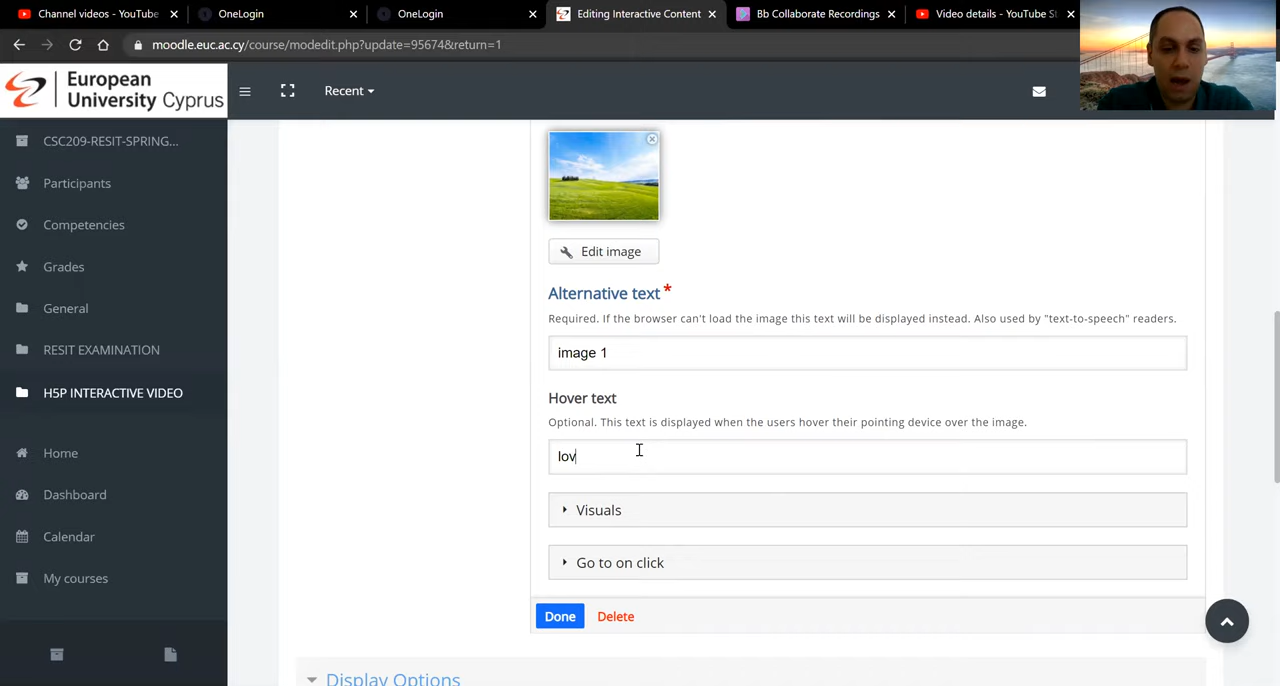 Channel videos - YouTube
OneLogin
OneLogin
Editing Interactive Content
Bb Collaborate Recordings
Video details - YouTube St
moodle.euc.ac.cy/course/modedit.php?update=95674&return=1
European
University Cyprus
Recent
CSC209-RESIT-SPRING...
Participants
Competencies
Grades
General
RESIT EXAMINATION
H5P INTERACTIVE VIDEO
Home
Dashboard
Calendar
My courses
Edit image
Alternative text *
Required. If the browser can't load the image this text will be displayed instead. Also used by "text-to-speech" readers.
image 1
Hover text
Optional. This text is displayed when the users hover their pointing device over the image.
lov
Visuals
Go to on click
Done Delete
Display Options